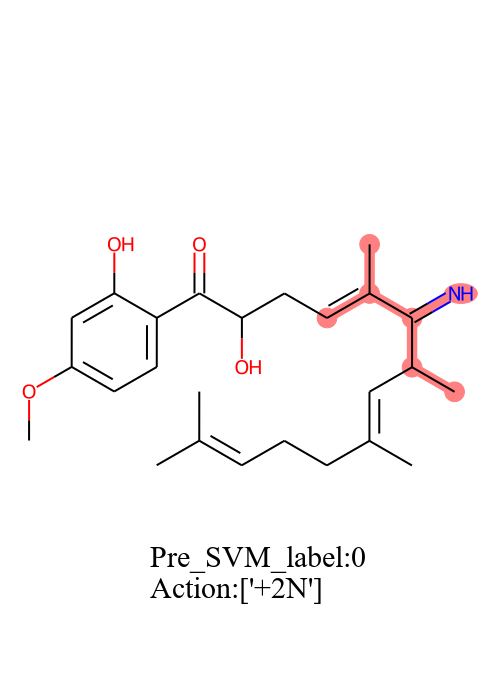 OH
O
NH
OH
O
Pre_SVM_label:0
Action:['+2N']